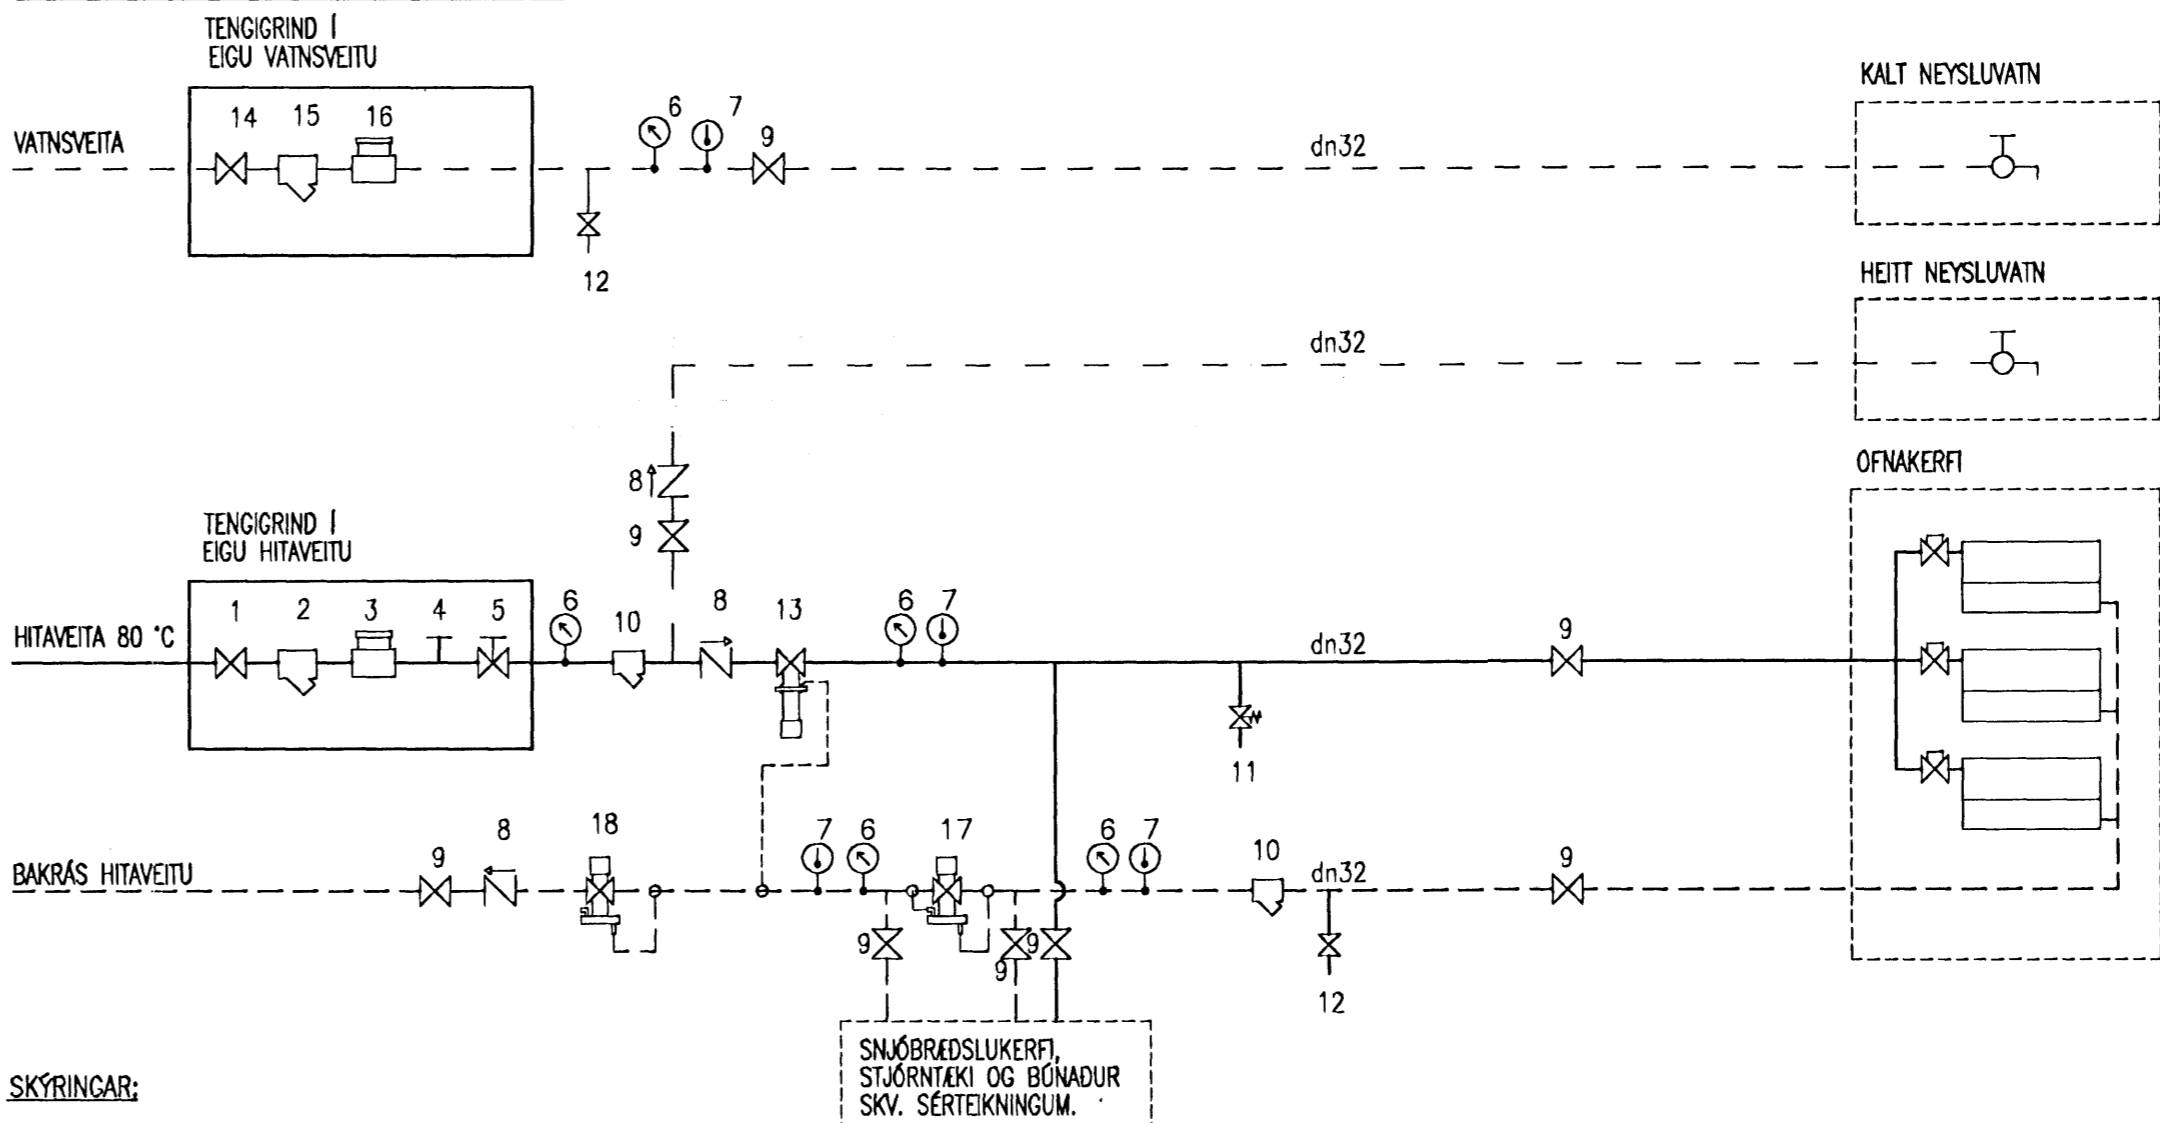 TENGIGRIND Í
EIGU VATNSVEITU
KALT NEYSLUVATN
14 15 16
6 7
9
VATNSVEITA
dn32
12
HEITT NEYSLUVATN
dn32
8
9
OFNAKERFI
TENGIGRIND Í
EIGU HITAVEITU
1 2 3 4 5
6
10
8
13
6 7
9
HITAVEITA 80 °C
dn32
11
18
8
9
7 6
17
6 7
10
9
BAKRÁS HITAVEITU
dn32
9
9
9
12
SNJÓBRÆÐSLUKERFI,
STJÓRNTÆKI OG BÚNAÐUR
SKV. SÉRTEIKNINGUM.
SKÝRINGAR: